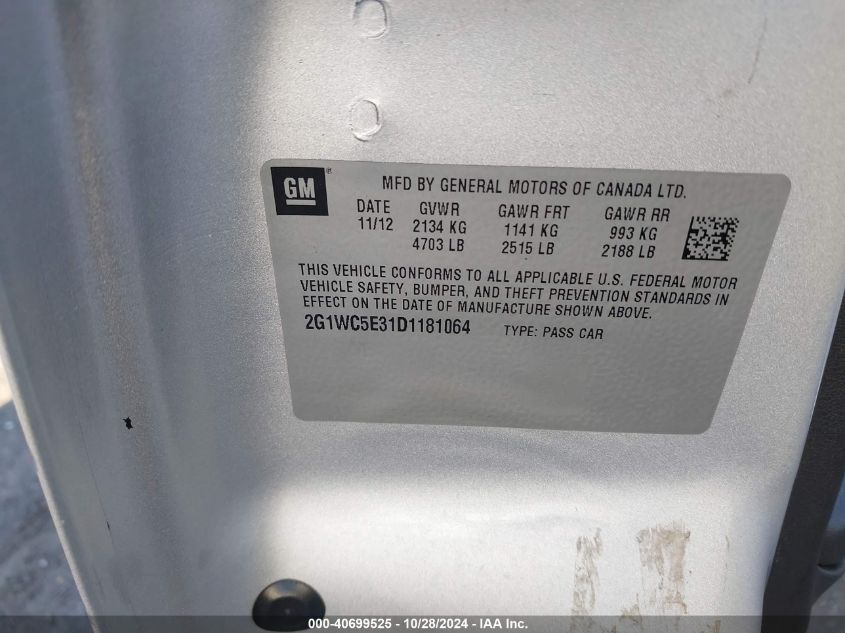 GM ®
MFD BY GENERAL MOTORS OF CANADA LTD.
DATE GVWR GAWR FRT GAWR RR
11/12 2134 KG 1141 KG 993 KG
4703 LB 2515 LB 2188 LB
THIS VEHICLE CONFORMS TO ALL APPLICABLE U.S. FEDERAL MOTOR
VEHICLE SAFETY, BUMPER, AND THEFT PREVENTION STANDARDS IN
EFFECT ON THE DATE OF MANUFACTURE SHOWN ABOVE.
2G1WC5E31D1181064 TYPE: PASS CAR
000-40699525 - 10/28/2024 - IAA Inc.